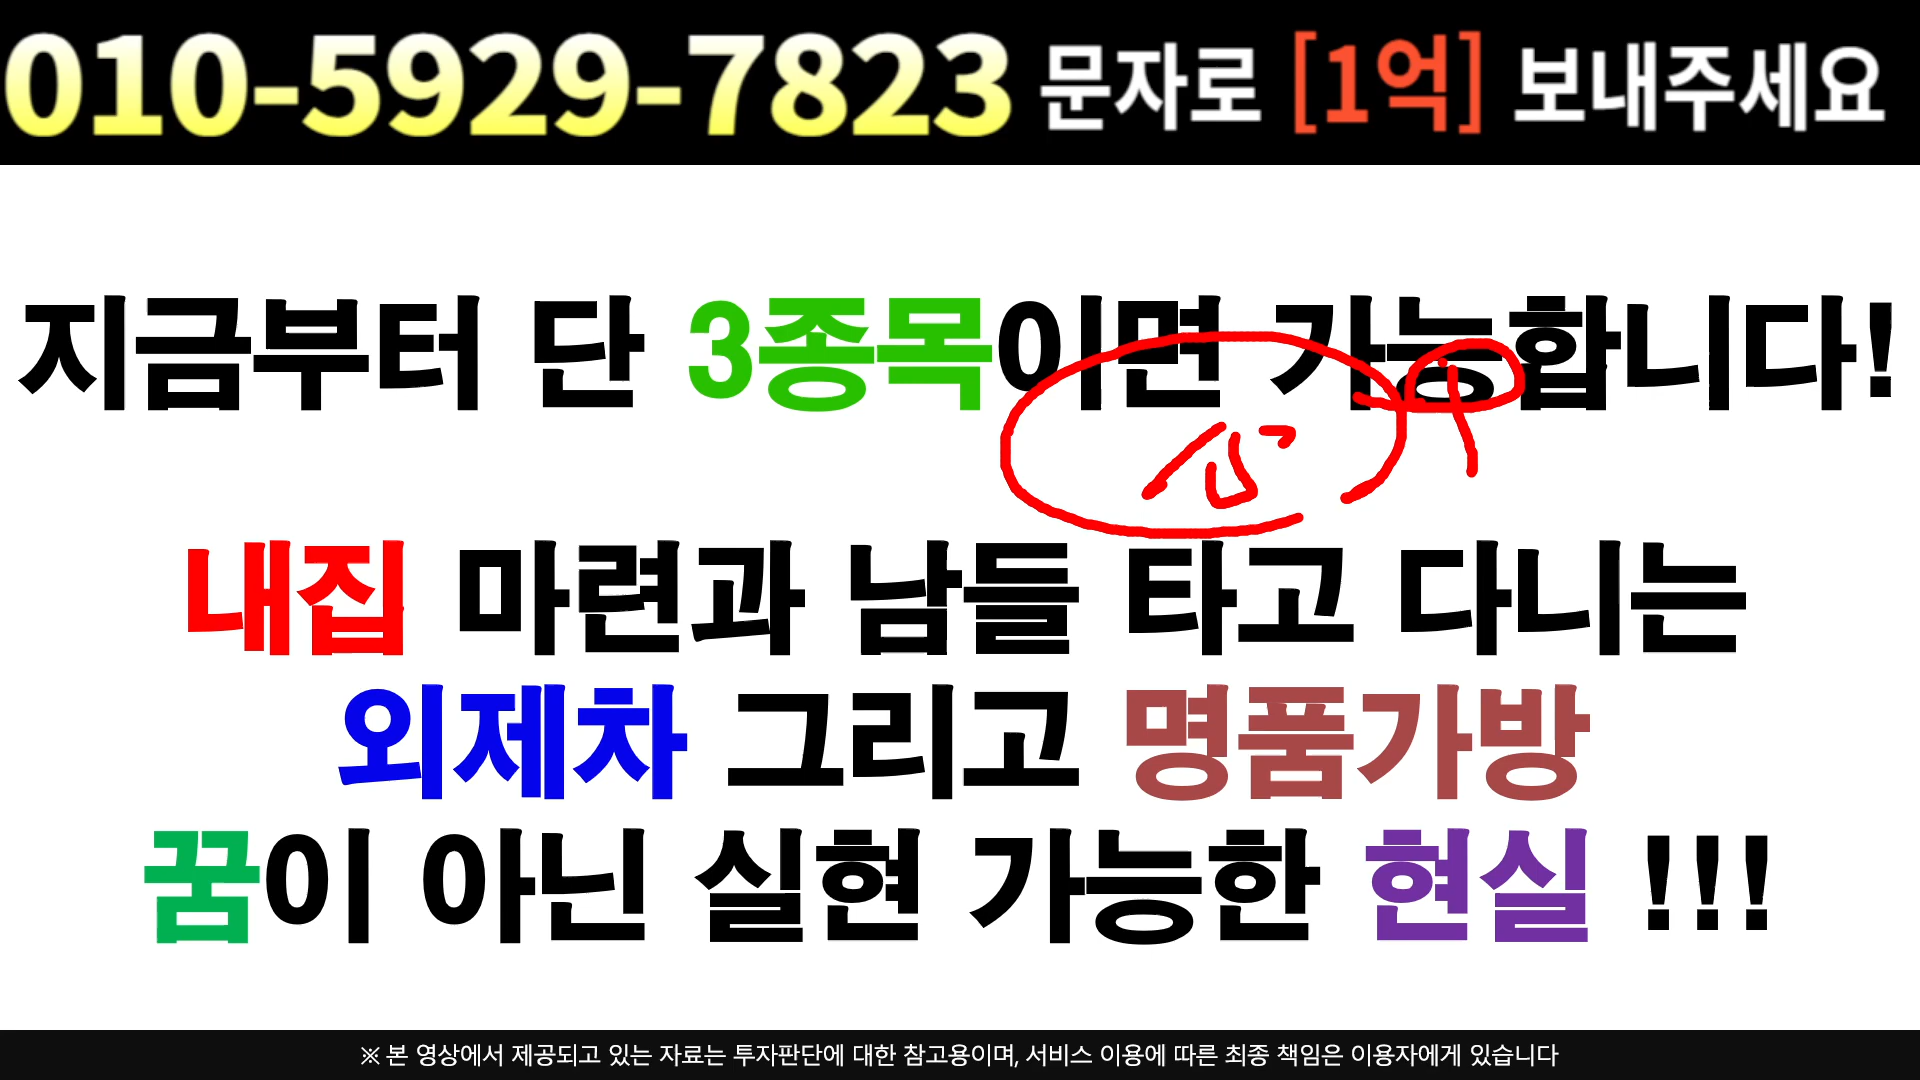 010-5929-7823 문자로 [1억] 보내주세요
지금부터 단 3종목이면 가능합니다!
내집 마련과 남들 타고 다니는
외제차 그리고 명품가방
꿈이 아닌 실현 가능한 현실 !!!
※ 본 영상에서 제공되고 있는 자료는 투자판단에 대한 참고용이며, 서비스 이용에 따른 최종 책임은 이용자에게 있습니다